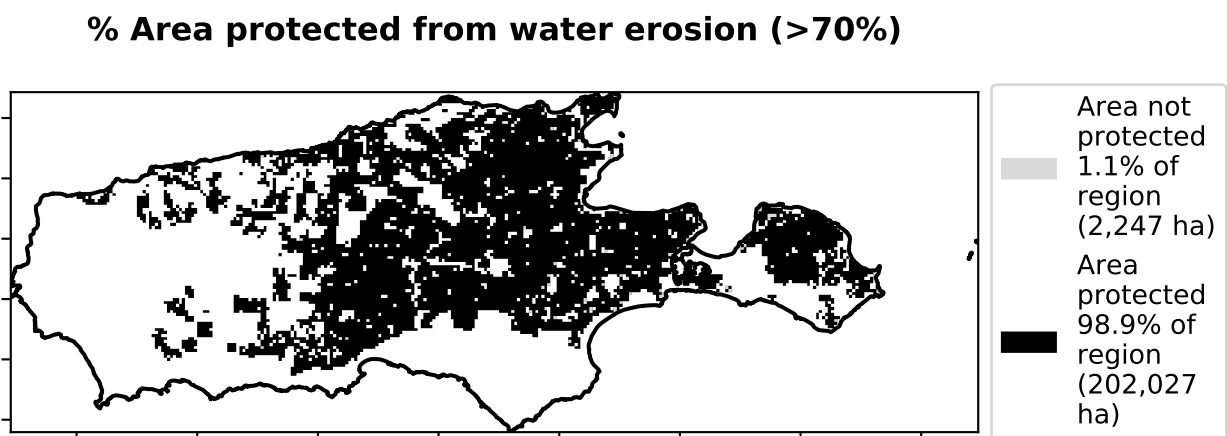 % Area protected from water erosion (>70%)
Area not
protected
1.1% of
region
(2,247 ha)
Area
protected
98.9% of
region
(202,027
ha)